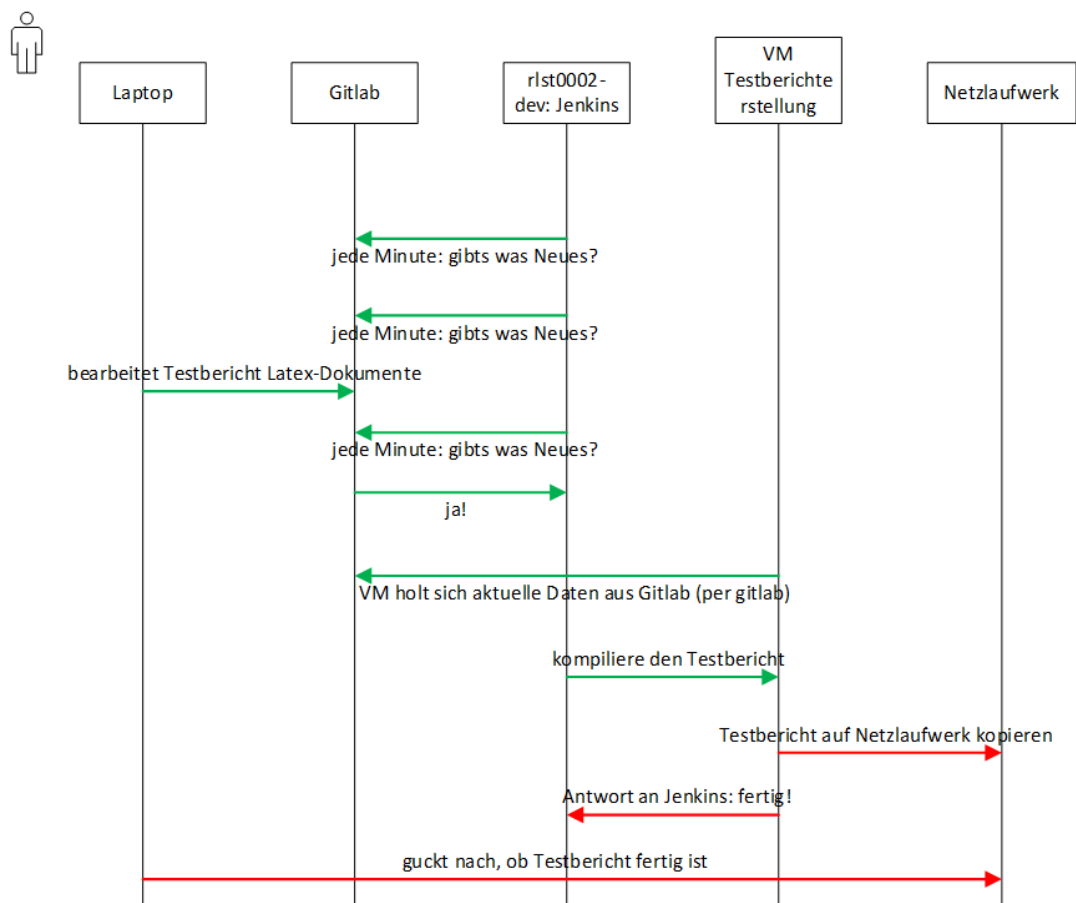 Laptop
Gitlab
rlst0002-
dev: Jenkins
VM
Testberichte
rstellung
Netzlaufwerk
jede Minute: gibts was Neues?
jede Minute: gibts was Neues?
bearbeitet Testbericht Latex-Dokumente
jede Minute: gibts was Neues?
ja!
VM holt sich aktuelle Daten aus Gitlab (per gitlab)
kompiliere den Testbericht
Testbericht auf Netzlaufwerk kopieren
Antwort an Jenkins: fertig!
guckt nach, ob Testbericht fertig ist